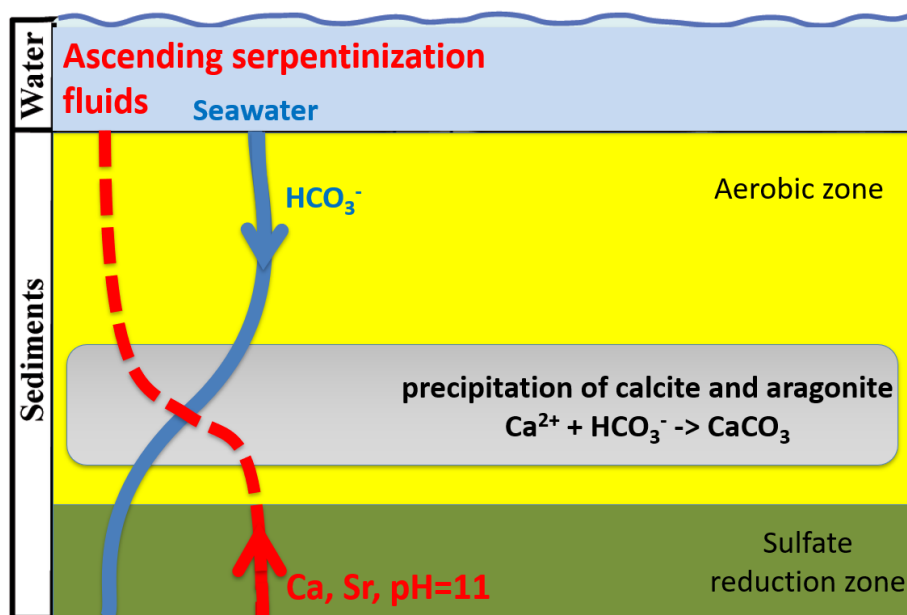 Water
Ascending serpentinization
fluids
Seawater
HCO₃⁻
Aerobic zone
Sediments
precipitation of calcite and aragonite
Ca²⁺ + HCO₃⁻ -> CaCO₃
Sulfate
reduction zone
Ca, Sr, pH=11